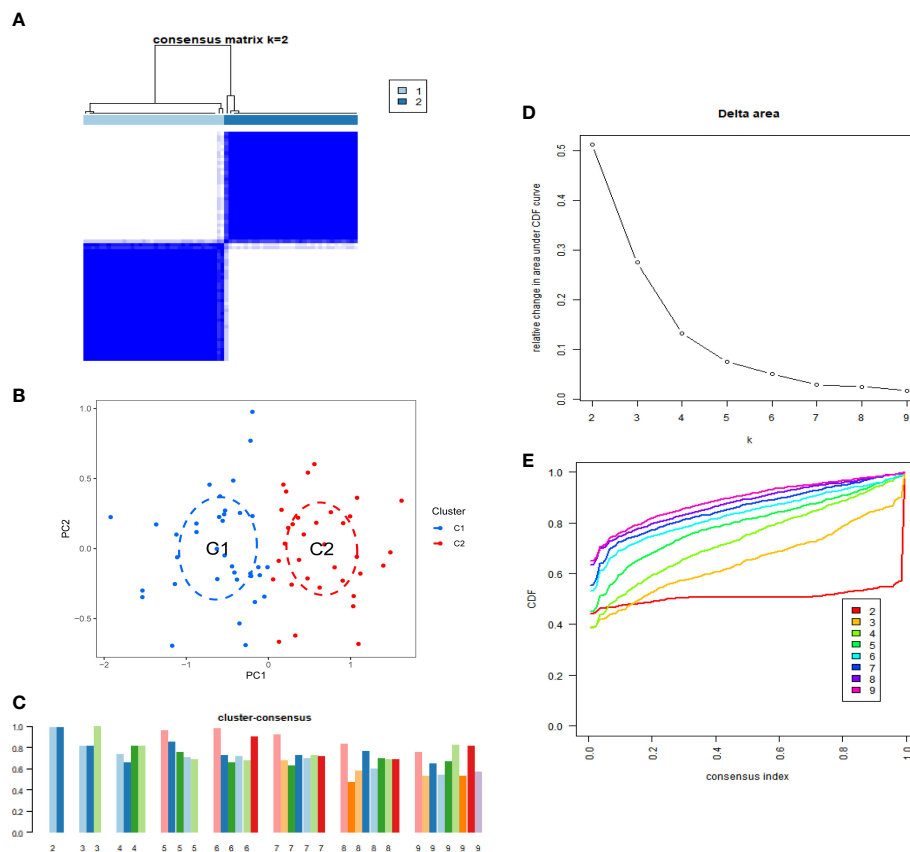 A
consensus matrix k=2
1
2
B
1.0
0.5
0.0
−0.5
PC2
−2
−1
0
1
PC1
C1
C2
Cluster
C1
C2
C
cluster-consensus
1.0
0.8
0.6
0.4
0.2
0.0
2 3 3 4 4 5 5 5 6 6 6 7 7 7 7 8 8 8 8 9 9 9 9 9
D
Delta area
relative change in area under CDF curve
0.5
0.4
0.3
0.2
0.1
0.0
2 3 4 5 6 7 8 9
k
E
CDF
1.0
0.8
0.6
0.4
0.2
0.0
0.0 0.2 0.4 0.6 0.8 1.0
consensus index
2
3
4
5
6
7
8
9